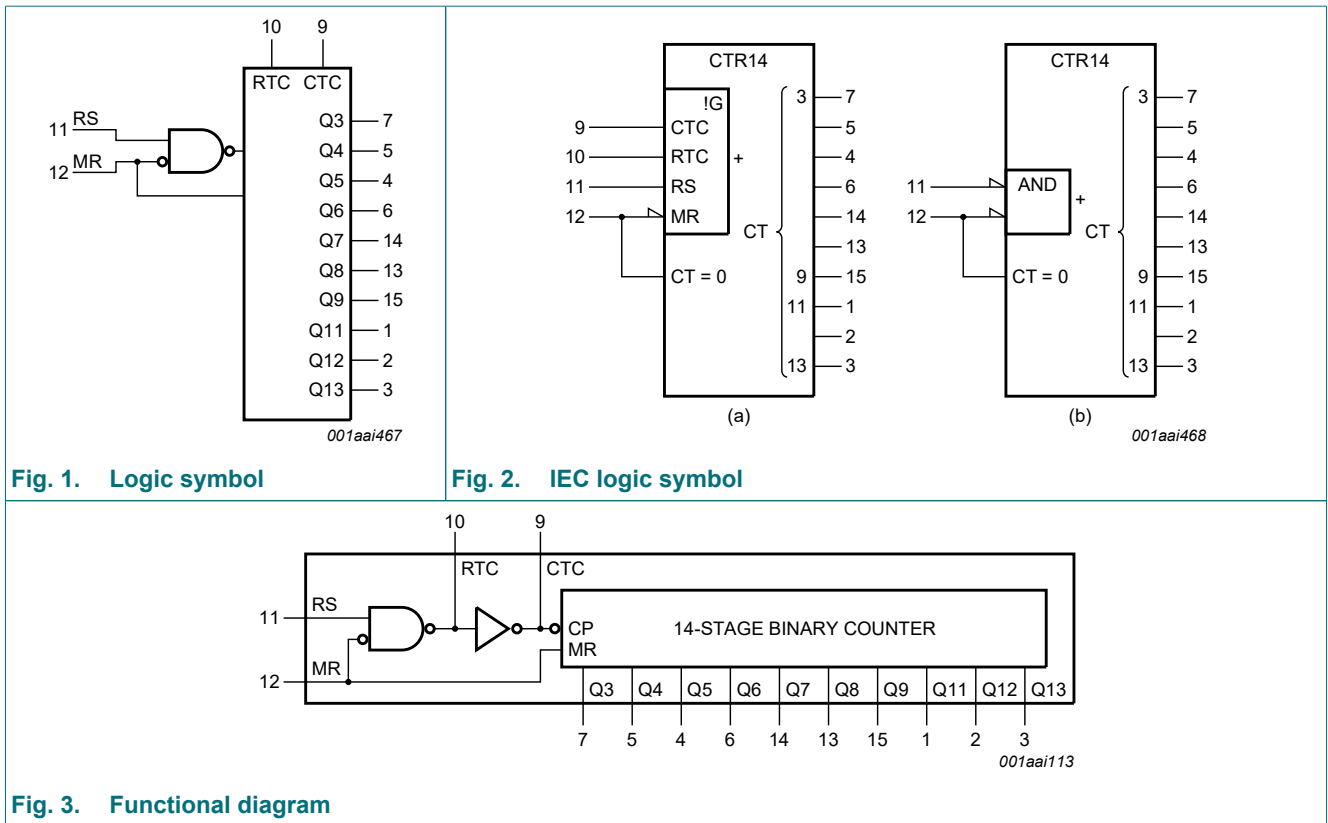 10 9
RTC CTC
11 RS
12 MR
Q3 7
Q4 5
Q5 4
Q6 6
Q7 14
Q8 13
Q9 15
Q11 1
Q12 2
Q13 3
001aai467
Fig. 1. Logic symbol
CTR14
!G
9 CTC
10 RTC
11 RS
12 MR
+
CT = 0
CT
3 7
5
4
6
14
13
9 15
11 1
2
13 3
(a)
CTR14
11 AND
12
+
CT = 0
CT
3 7
5
4
6
14
13
9 15
11 1
2
13 3
(b)
001aai468
Fig. 2. IEC logic symbol
10 9
RTC CTC
11 RS
12 MR
CP
MR
14-STAGE BINARY COUNTER
Q3 Q4 Q5 Q6 Q7 Q8 Q9 Q11 Q12 Q13
7 5 4 6 14 13 15 1 2 3
001aai113
Fig. 3. Functional diagram